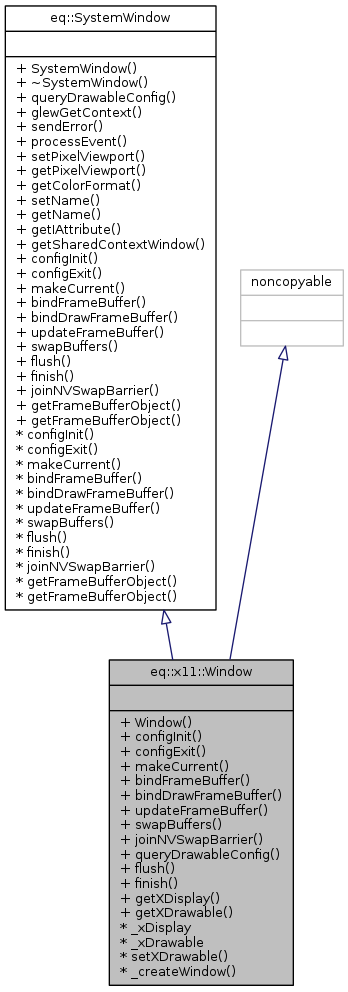 eq::SystemWindow
+ SystemWindow()
+ ~SystemWindow()
+ queryDrawableConfig()
+ glewGetContext()
+ sendError()
+ processEvent()
+ setPixelViewport()
+ getPixelViewport()
+ getColorFormat()
+ setName()
+ getName()
+ getIAttribute()
+ getSharedContextWindow()
+ configInit()
+ configExit()
+ makeCurrent()
+ bindFrameBuffer()
+ bindDrawFrameBuffer()
+ updateFrameBuffer()
+ swapBuffers()
+ flush()
+ finish()
+ joinNVSwapBarrier()
+ getFrameBufferObject()
+ getFrameBufferObject()
* configInit()
* configExit()
* makeCurrent()
* bindFrameBuffer()
* bindDrawFrameBuffer()
* updateFrameBuffer()
* swapBuffers()
* flush()
* finish()
* joinNVSwapBarrier()
* getFrameBufferObject()
* getFrameBufferObject()
noncopyable
eq::x11::Window
+ Window()
+ configInit()
+ configExit()
+ makeCurrent()
+ bindFrameBuffer()
+ bindDrawFrameBuffer()
+ updateFrameBuffer()
+ swapBuffers()
+ joinNVSwapBarrier()
+ queryDrawableConfig()
+ flush()
+ finish()
+ getXDisplay()
+ getXDrawable()
* _xDisplay
* _xDrawable
* setXDrawable()
* _createWindow()